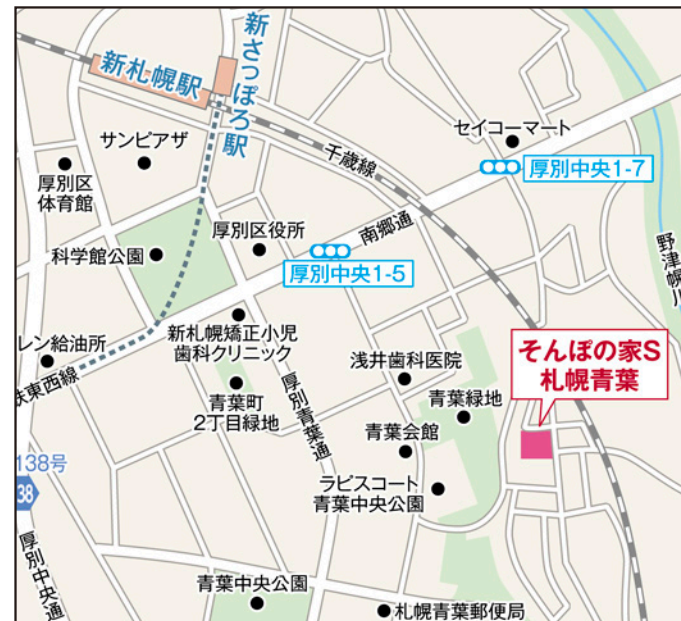 新札幌駅
新さっぽろ駅
サンピアザ
セイコーマート
千歳線
厚別中央1-7
厚別区
体育館
厚別区役所
南郷通
科学館公園
厚別中央1-5
野津幌川
新札幌矯正小児
歯科クリニック
レン給油所
鉄東西線
浅井歯科医院
そんぽの家S
札幌青葉
青葉町
2丁目緑地
厚別青葉通
青葉緑地
青葉会館
138号
38
ラピスコート
青葉中央公園
厚別中央通
青葉中央公園
札幌青葉郵便局